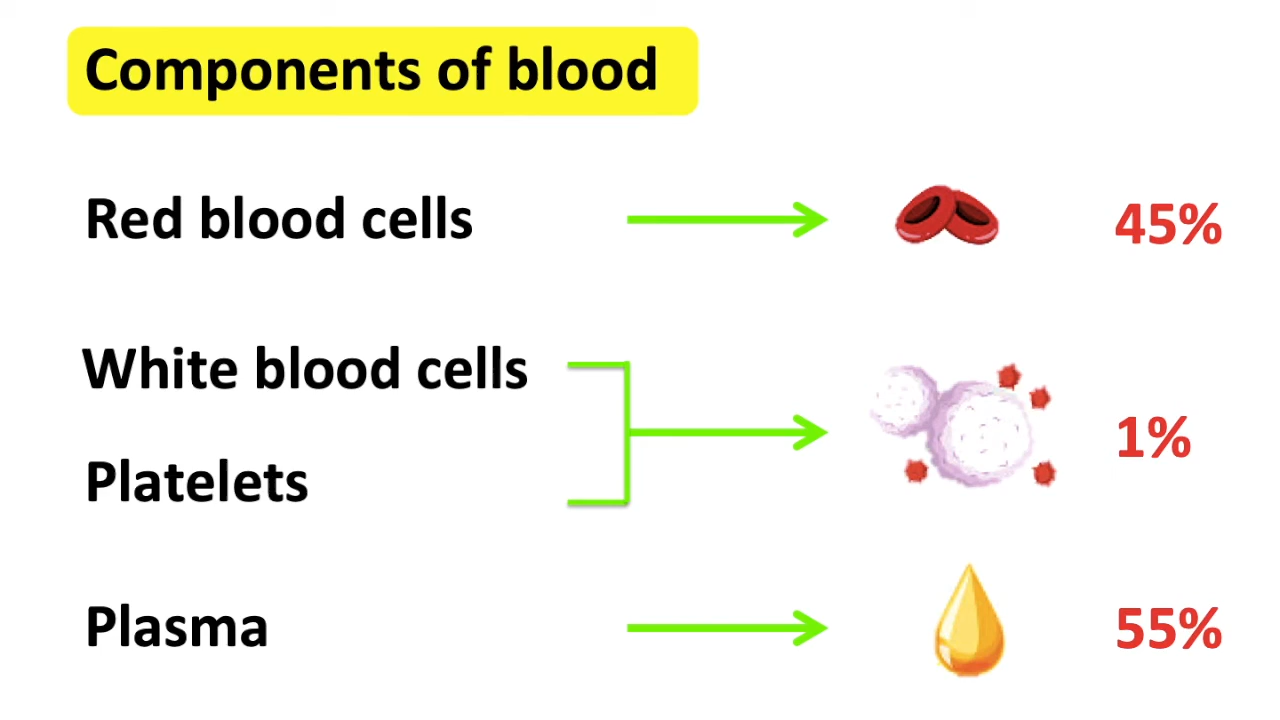 Components of blood
Red blood cells 45%
White blood cells
Platelets 1%
Plasma 55%